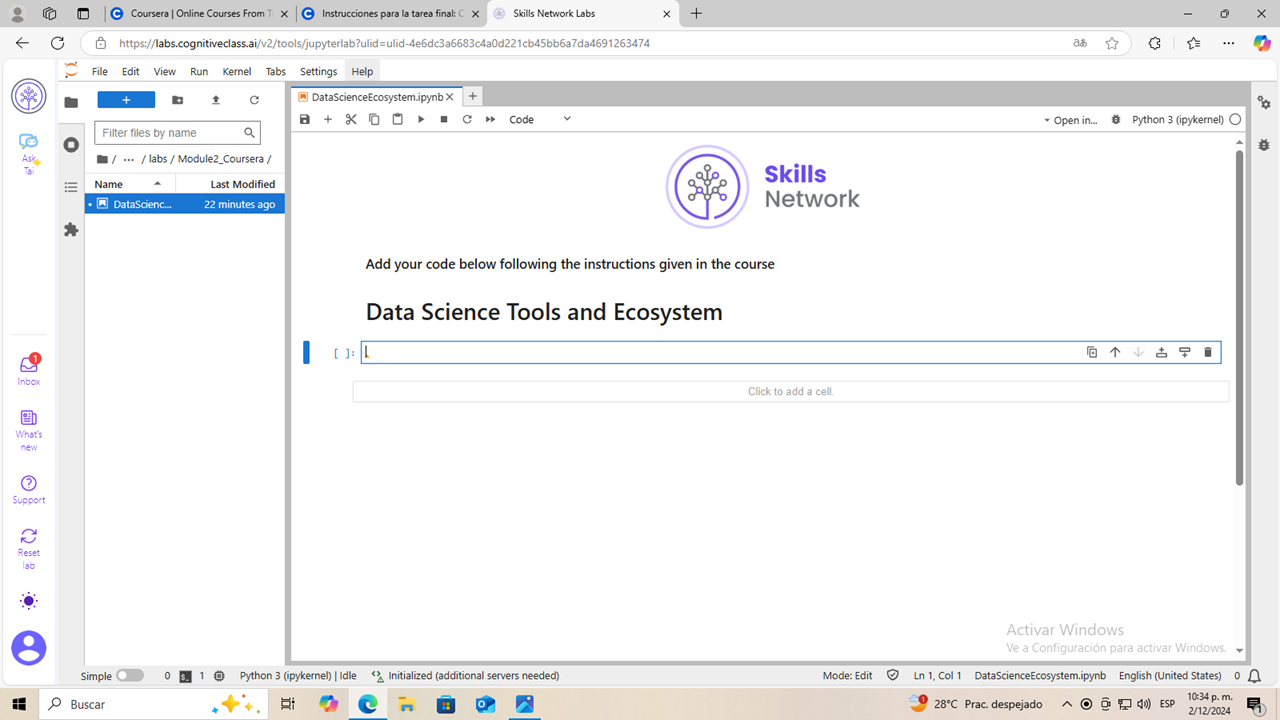 Coursera | Online Courses From T
Instrucciones para la tarea final: C
Skills Network Labs
https://labs.cognitiveclass.ai/v2/tools/jupyterlab?ulid=ulid-4e6dc3a6683c4a0d221cb45bb6a7da4691263474
File Edit View Run Kernel Tabs Settings Help
Ask
Tai
Filter files by name
/ ... / labs / Module2_Coursera /
Name Last Modified
DataScienc... 22 minutes ago
DataScienceEcosystem.ipynb
Code
Open in...
Python 3 (ipykernel)
Skills
Network
Add your code below following the instructions given in the course
Data Science Tools and Ecosystem
[ ]:
Click to add a cell.
Inbox
1
What's
new
Support
Reset
lab
Activar Windows
Ve a Configuración para activar Windows.
Simple 0 1 Python 3 (ipykernel) | Idle Initialized (additional servers needed) Mode: Edit Ln 1, Col 1 DataScienceEcosystem.ipynb English (United States) 0
Buscar
1
28°C Prac. despejado
ESP
10:34 p. m.
2/12/2024
1